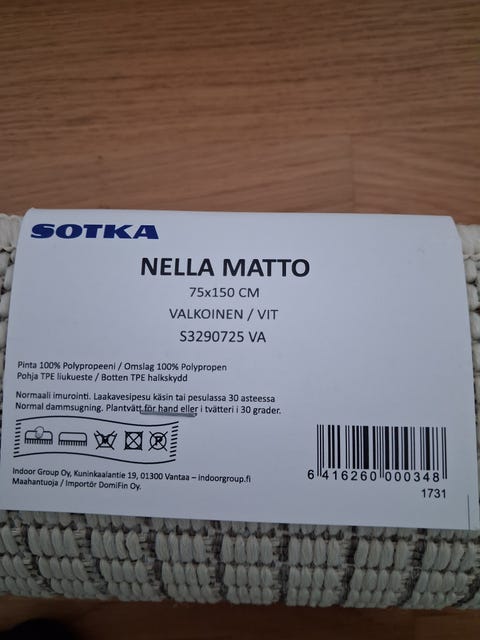 SOTKA
NELLA MATTO
75x150 CM
VALKOINEN / VIT
S3290725 VA
Pinta 100% Polypropeeni / Omslag 100% Polypropen
Pohja TPE liukueste / Botten TPE halkskydd
Normaali imurointi. Laakavesipesu käsin tai pesulassa 30 asteessa
Normal dammsugning. Plantvätt för hand eller i tvätteri i 30 grader.
Indoor Group Oy, Kuninkaalantie 19, 01300 Vantaa – indoorgroup.fi
Maahantuoja / Importör DomiFin Oy.
6 416260 000348
1731